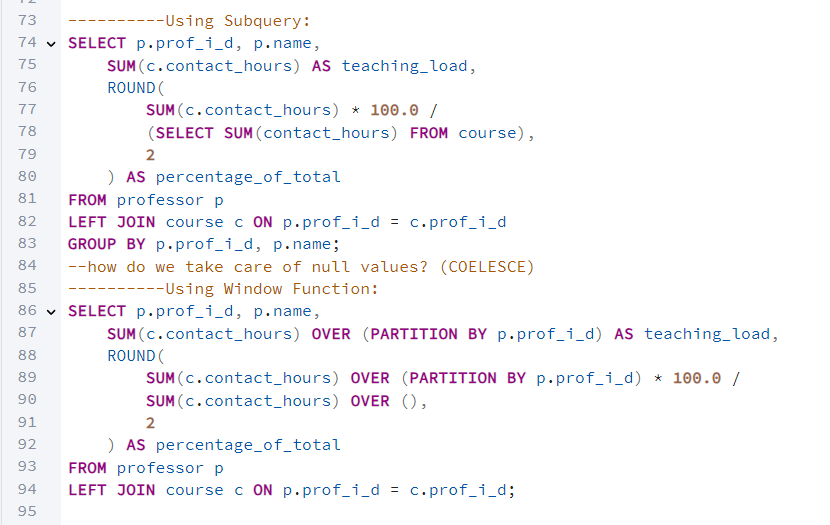 73 ----------Using Subquery:
74 SELECT p.prof_i_d, p.name,
75 SUM(c.contact_hours) AS teaching_load,
76 ROUND(
77 SUM(c.contact_hours) * 100.0 /
78 (SELECT SUM(contact_hours) FROM course),
79 2
80 ) AS percentage_of_total
81 FROM professor p
82 LEFT JOIN course c ON p.prof_i_d = c.prof_i_d
83 GROUP BY p.prof_i_d, p.name;
84 --how do we take care of null values? (COELESCE)
85 ----------Using Window Function:
86 SELECT p.prof_i_d, p.name,
87 SUM(c.contact_hours) OVER (PARTITION BY p.prof_i_d) AS teaching_load,
88 ROUND(
89 SUM(c.contact_hours) OVER (PARTITION BY p.prof_i_d) * 100.0 /
90 SUM(c.contact_hours) OVER (),
91 2
92 ) AS percentage_of_total
93 FROM professor p
94 LEFT JOIN course c ON p.prof_i_d = c.prof_i_d;
95